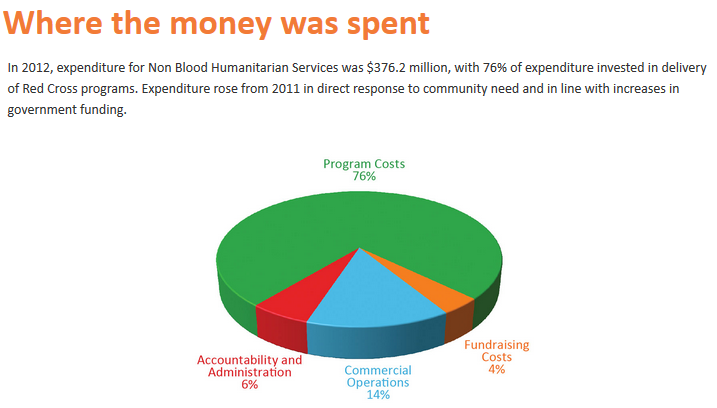 Where the money was spent
In 2012, expenditure for Non Blood Humanitarian Services was $376.2 million, with 76% of expenditure invested in delivery
of Red Cross programs. Expenditure rose from 2011 in direct response to community need and in line with increases in
government funding.
Program Costs
76%
Fundraising
Costs
4%
Accountability and
Administration
6%
Commercial
Operations
14%